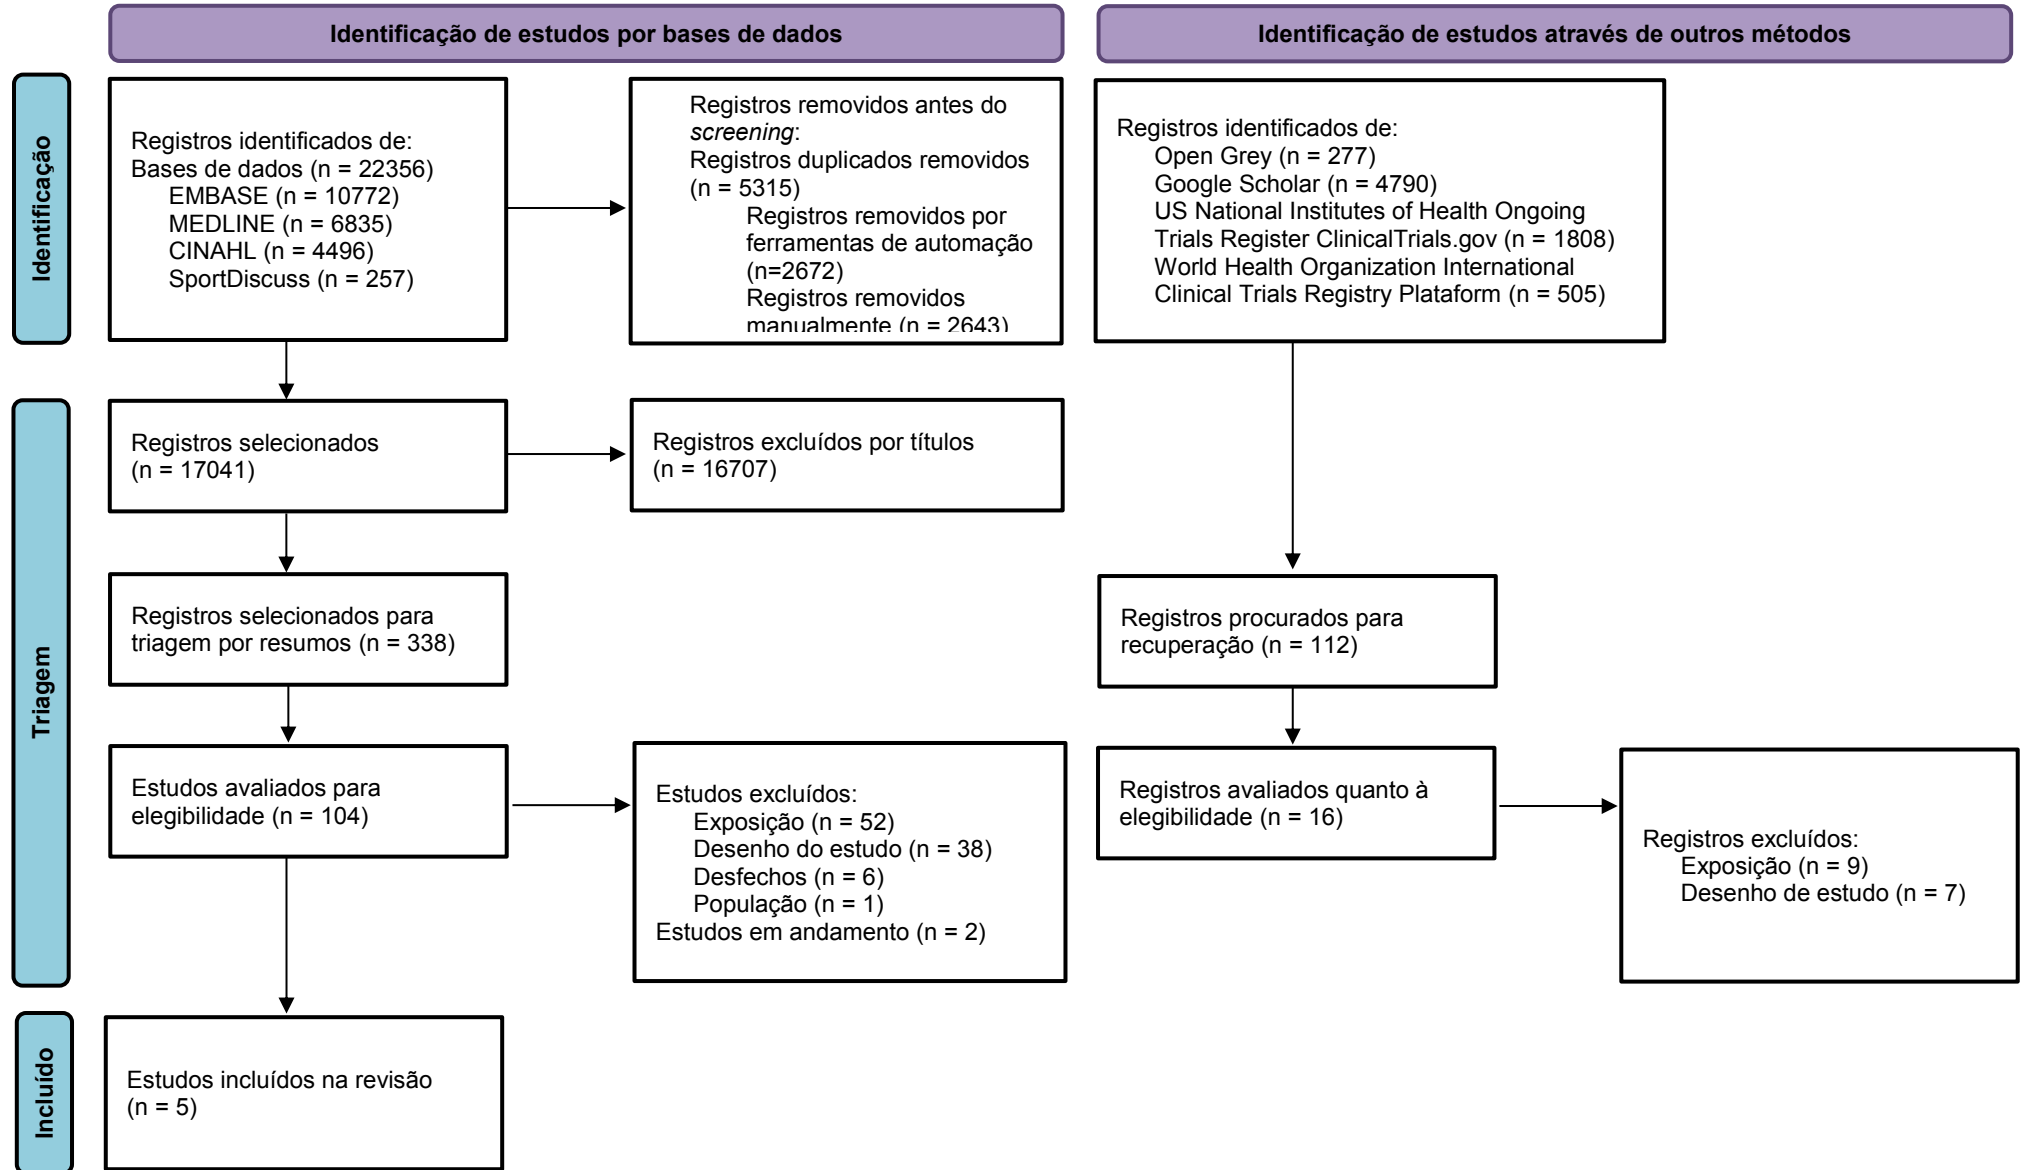 Identificação de estudos por bases de dados
Identificação de estudos através de outros métodos
Identificação
Registros identificados de:
Bases de dados (n = 22356)
EMBASE (n = 10772)
MEDLINE (n = 6835)
CINAHL (n = 4496)
SportDiscuss (n = 257)
Registros removidos antes do
screening:
Registros duplicados removidos
(n = 5315)
Registros removidos por
ferramentas de automação
(n=2672)
Registros removidos
manualmente (n = 2643)
Registros identificados de:
Open Grey (n = 277)
Google Scholar (n = 4790)
US National Institutes of Health Ongoing
Trials Register ClinicalTrials.gov (n = 1808)
World Health Organization International
Clinical Trials Registry Plataform (n = 505)
Triagem
Registros selecionados
(n = 17041)
Registros excluídos por títulos
(n = 16707)
Registros selecionados para
triagem por resumos (n = 338)
Registros procurados para
recuperação (n = 112)
Estudos avaliados para
elegibilidade (n = 104)
Estudos excluídos:
Exposição (n = 52)
Desenho do estudo (n = 38)
Desfechos (n = 6)
População (n = 1)
Estudos em andamento (n = 2)
Registros avaliados quanto à
elegibilidade (n = 16)
Registros excluídos:
Exposição (n = 9)
Desenho de estudo (n = 7)
Incluído
Estudos incluídos na revisão
(n = 5)